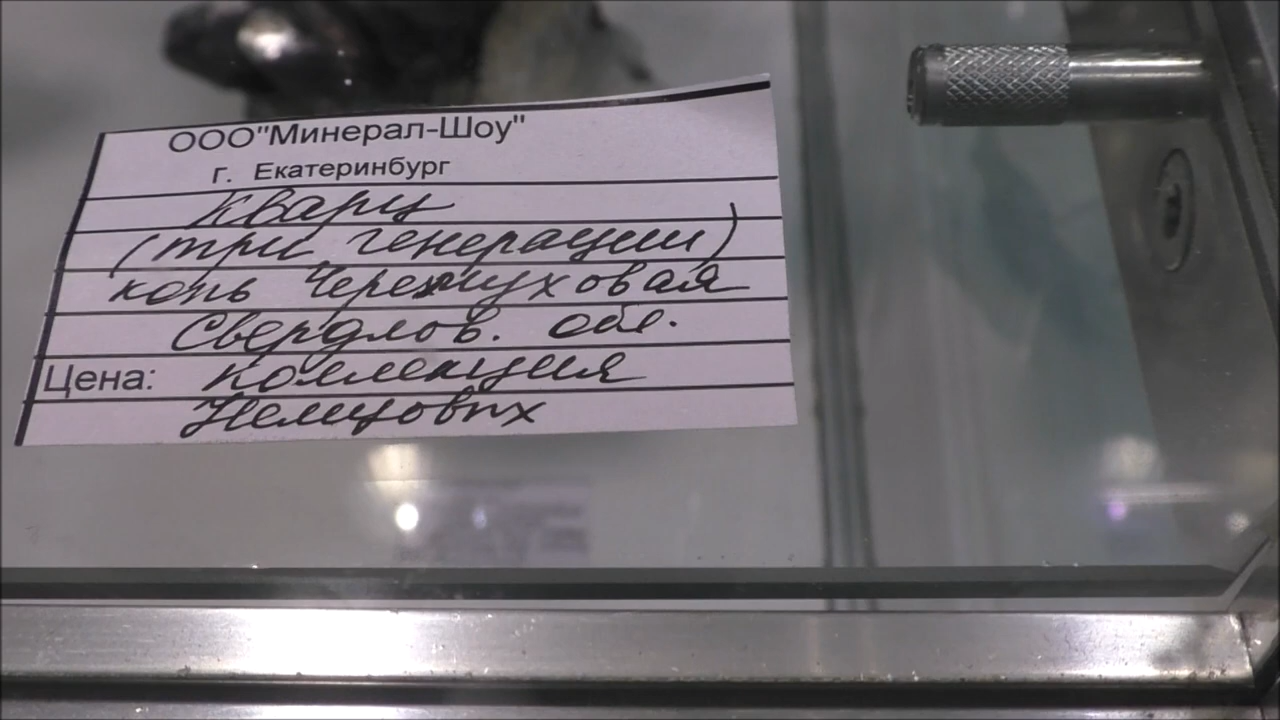 ООО"Минерал-Шоу"
г. Екатеринбург
Кварц
(три генерации)
копь Черемуховая
Свердлов. обл.
Цена: коллекция
Немцовых